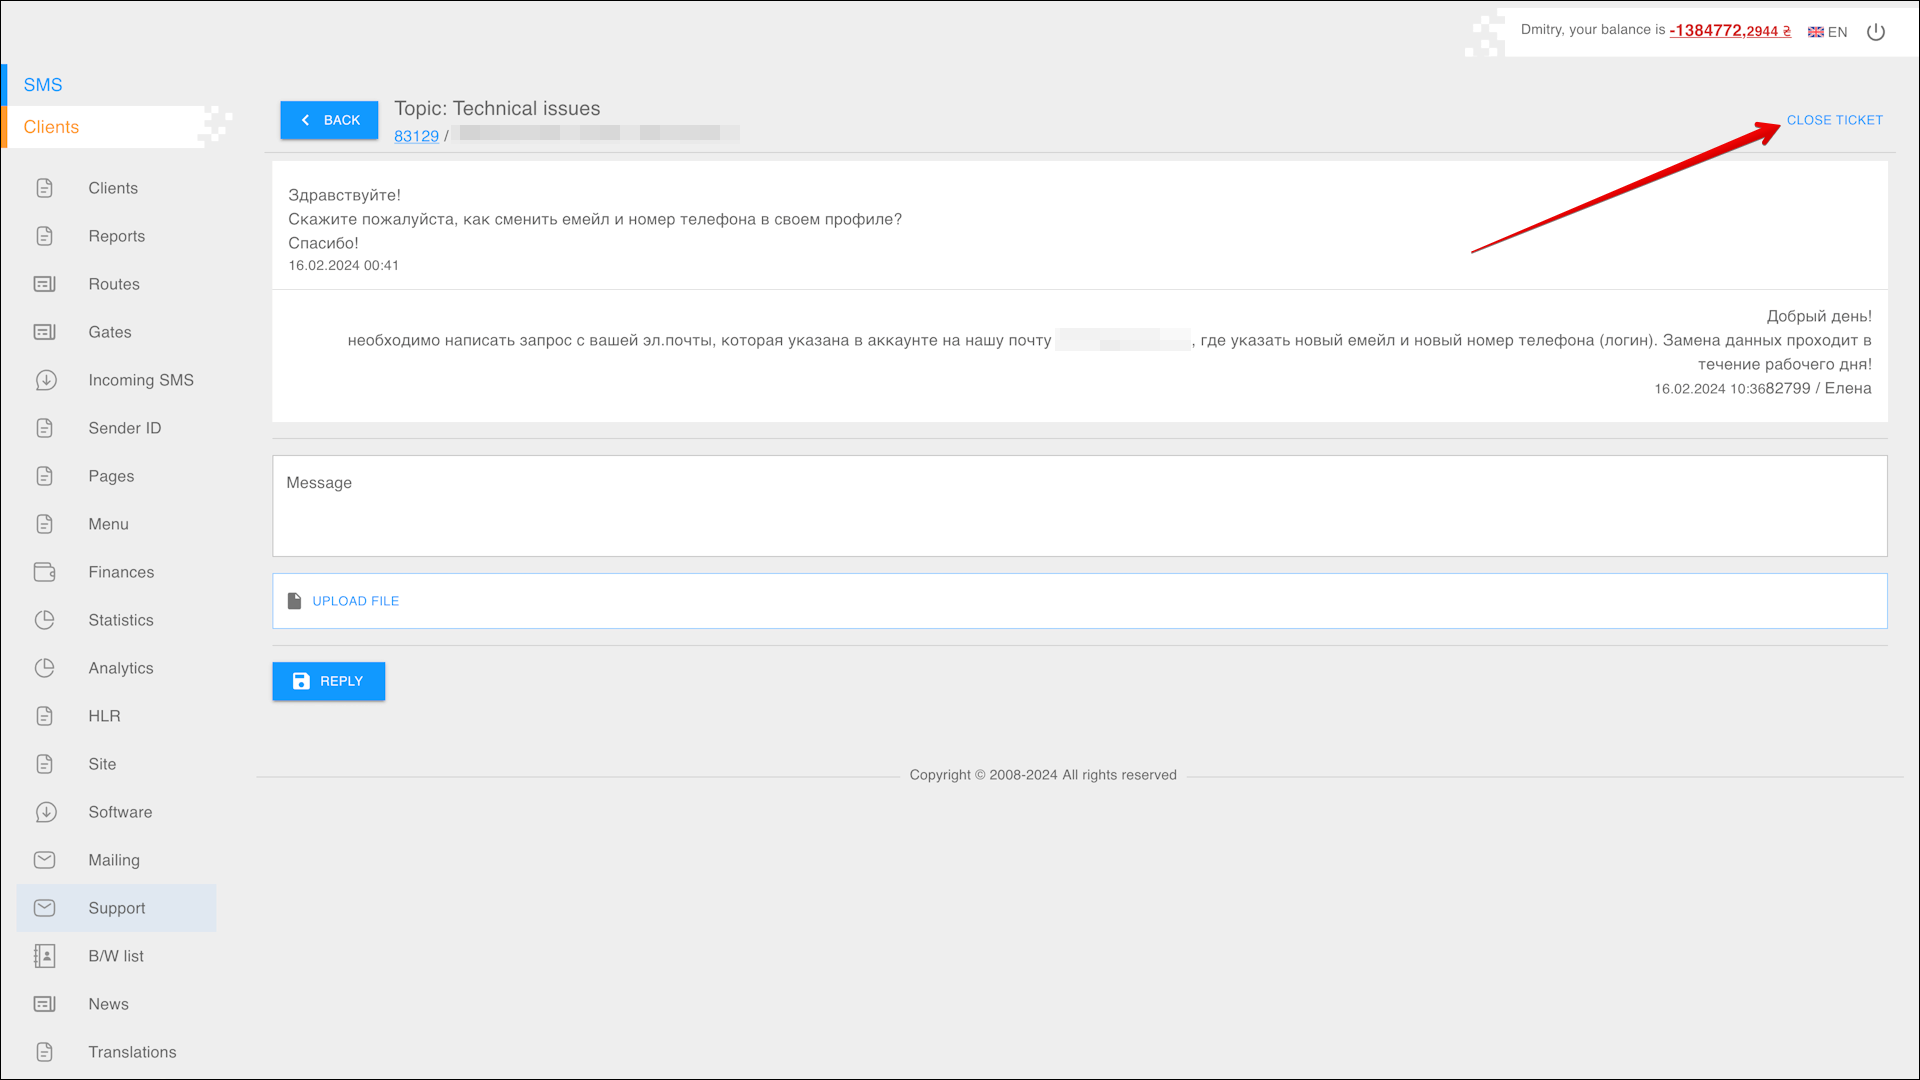 Dmitry, your balance is -1384772,2944 ₴
EN
SMS
Clients
Clients
Reports
Routes
Gates
Incoming SMS
Sender ID
Pages
Menu
Finances
Statistics
Analytics
HLR
Site
Software
Mailing
Support
B/W list
News
Translations
BACK
Topic: Technical issues
83129 /
CLOSE TICKET
Здравствуйте!
Скажите пожалуйста, как сменить емейл и номер телефона в своем профиле?
Спасибо!
16.02.2024 00:41
Добрый день!
необходимо написать запрос с вашей эл.почты, которая указана в аккаунте на нашу почту , где указать новый емейл и новый номер телефона (логин). Замена данных проходит в
течение рабочего дня!
16.02.2024 10:3682799 / Елена
Message
UPLOAD FILE
REPLY
Copyright © 2008-2024 All rights reserved